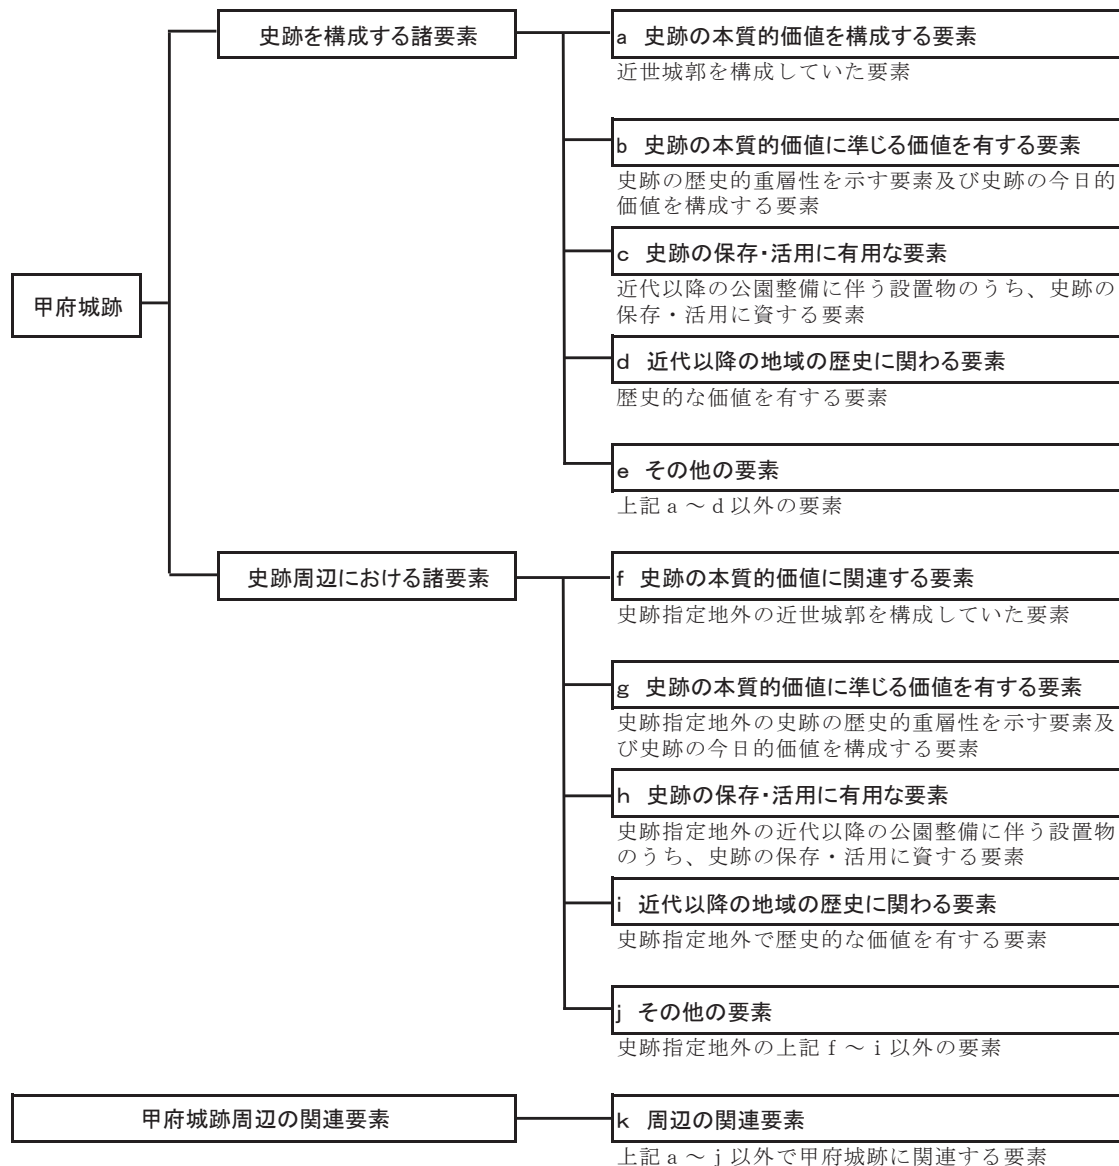 甲府城跡
史跡を構成する諸要素
a 史跡の本質的価値を構成する要素
近世城郭を構成していた要素
b 史跡の本質的価値に準じる価値を有する要素
史跡の歴史的重層性を示す要素及び史跡の今日的
価値を構成する要素
c 史跡の保存・活用に有用な要素
近代以降の公園整備に伴う設置物のうち、史跡の
保存・活用に資する要素
d 近代以降の地域の歴史に関わる要素
歴史的な価値を有する要素
e その他の要素
上記a～d以外の要素
史跡周辺における諸要素
f 史跡の本質的価値に関連する要素
史跡指定地外の近世城郭を構成していた要素
g 史跡の本質的価値に準じる価値を有する要素
史跡指定地外の史跡の歴史的重層性を示す要素及
び史跡の今日的価値を構成する要素
h 史跡の保存・活用に有用な要素
史跡指定地外の近代以降の公園整備に伴う設置物
のうち、史跡の保存・活用に資する要素
i 近代以降の地域の歴史に関わる要素
史跡指定地外で歴史的な価値を有する要素
j その他の要素
史跡指定地外の上記f～i以外の要素
甲府城跡周辺の関連要素
k 周辺の関連要素
上記a～j以外で甲府城跡に関連する要素